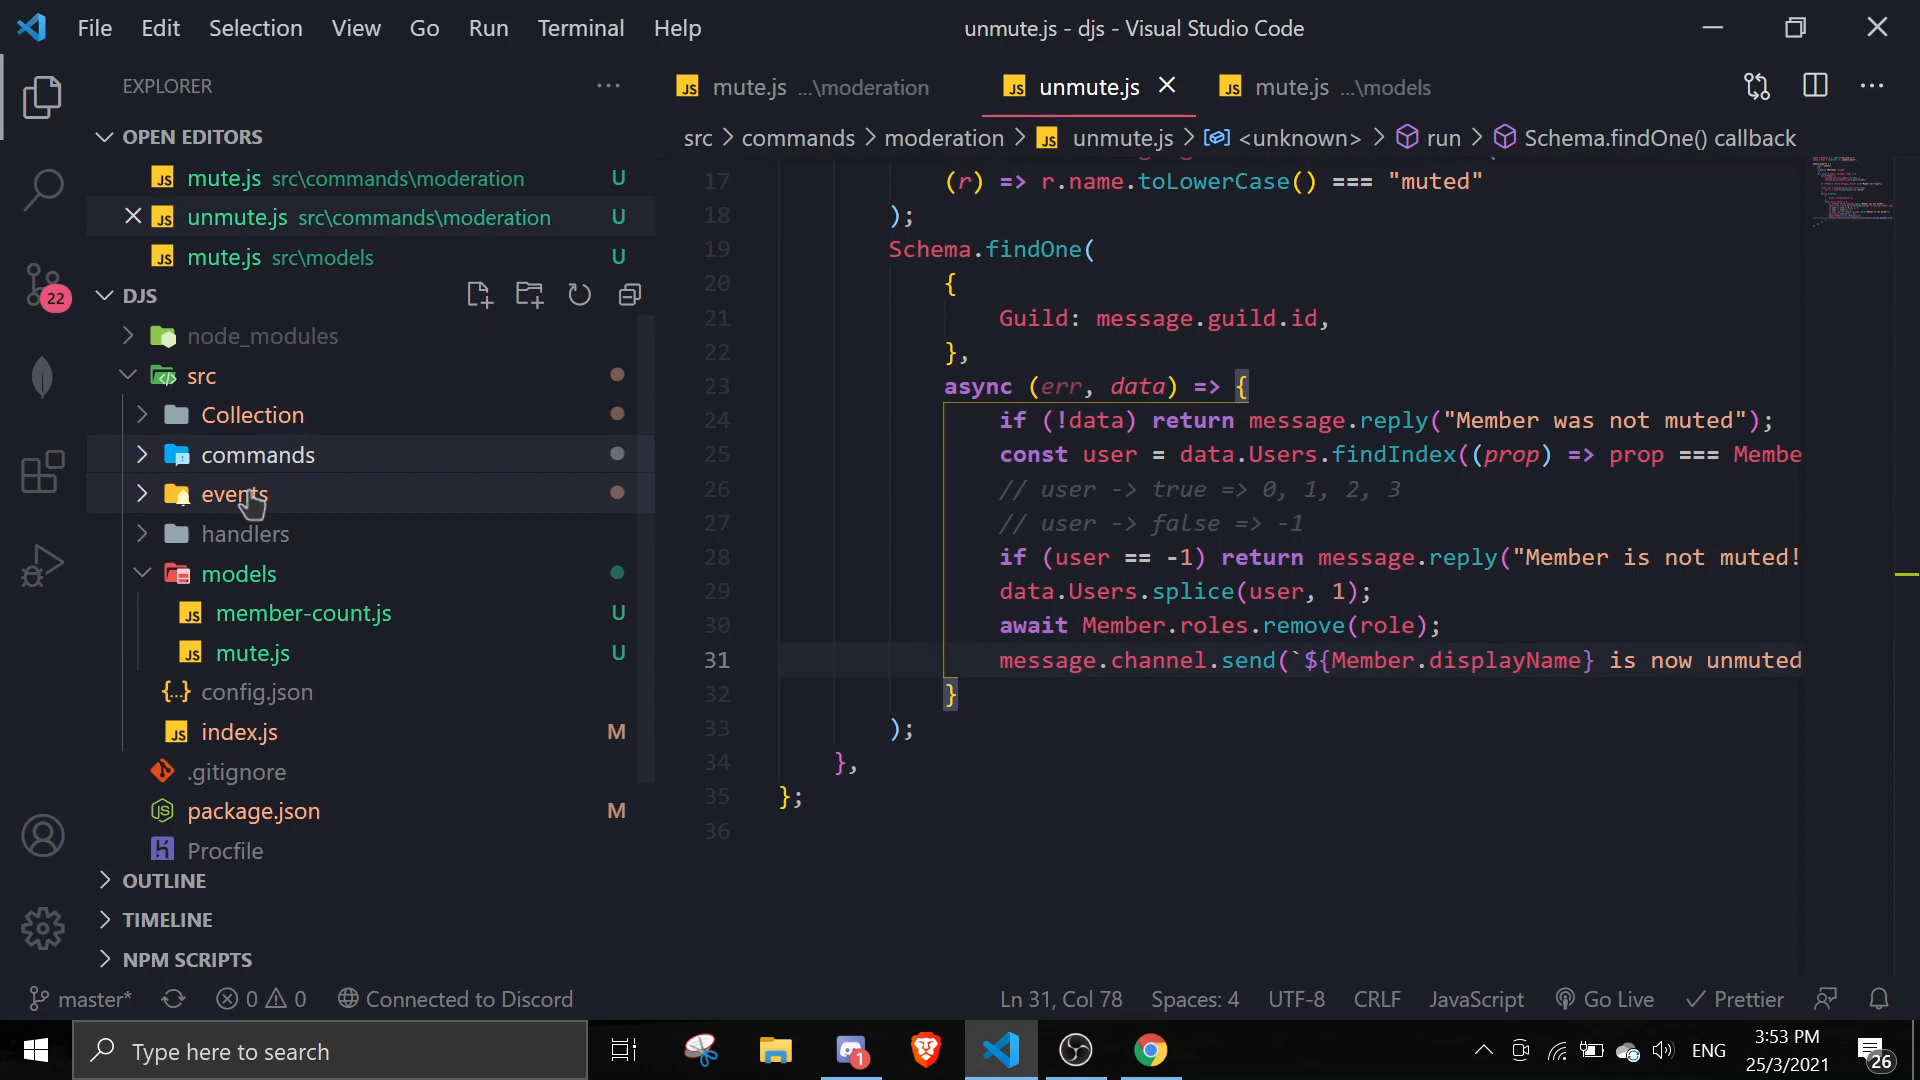 File Edit Selection View Go Run Terminal Help
unmute.js - djs - Visual Studio Code
EXPLORER
OPEN EDITORS
mute.js src\commands\moderation U
unmute.js src\commands\moderation U
mute.js src\models U
DJS
node_modules
src
Collection
commands
events
handlers
models
member-count.js U
mute.js U
config.json
index.js M
.gitignore
package.json M
Procfile
OUTLINE
TIMELINE
NPM SCRIPTS
22
mute.js ...\moderation
unmute.js
mute.js ...\models
src > commands > moderation > unmute.js > <unknown> > run > Schema.findOne() callback
17 (r) => r.name.toLowerCase() === "muted"
18 );
19 Schema.findOne(
20 {
21 Guild: message.guild.id,
22 },
23 async (err, data) => {
24 if (!data) return message.reply("Member was not muted");
25 const user = data.Users.findIndex((prop) => prop === Membe
26 // user -> true => 0, 1, 2, 3
27 // user -> false => -1
28 if (user == -1) return message.reply("Member is not muted!
29 data.Users.splice(user, 1);
30 await Member.roles.remove(role);
31 message.channel.send(`${Member.displayName} is now unmuted
32 }
33 );
34 },
35 };
36
master* 0 0 Connected to Discord
Ln 31, Col 78 Spaces: 4 UTF-8 CRLF JavaScript Go Live Prettier
Type here to search
1
ENG
3:53 PM
25/3/2021
26